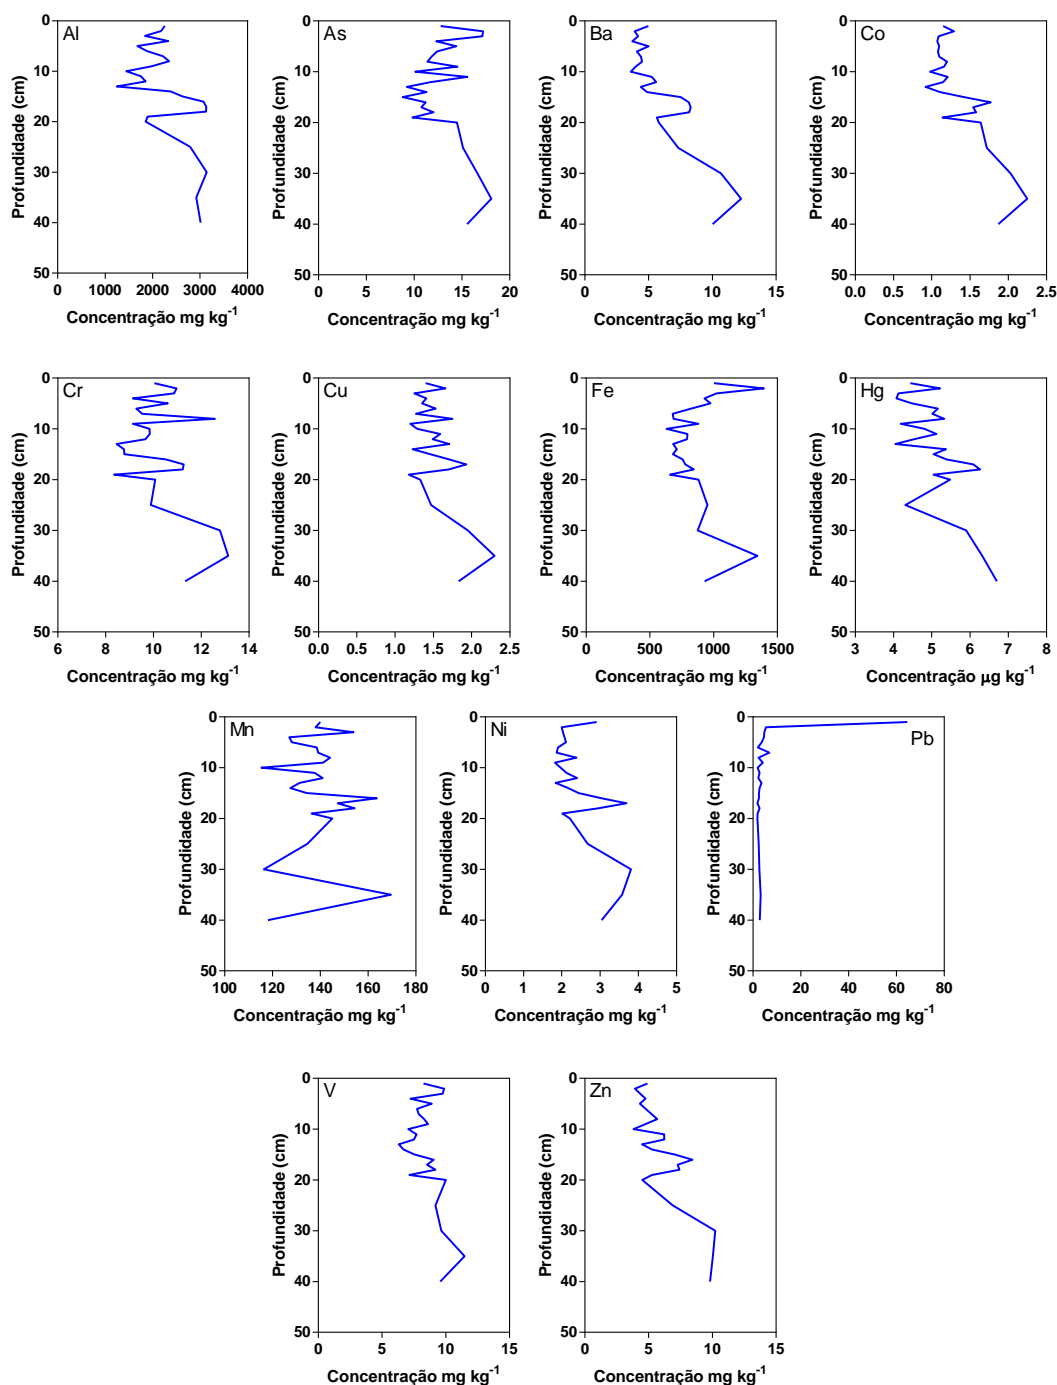 Al
0
10
20
30
40
50
0 1000 2000 3000 4000
Profundidade (cm)
Concentração mg kg-1
As
0
10
20
30
40
50
0 5 10 15 20
Profundidade (cm)
Concentração mg kg-1
Ba
0
10
20
30
40
50
0 5 10 15
Profundidade (cm)
Concentração mg kg-1
Co
0
10
20
30
40
50
0.0 0.5 1.0 1.5 2.0 2.5
Profundidade (cm)
Concentração mg kg-1
Cr
0
10
20
30
40
50
6 8 10 12 14
Profundidade (cm)
Concentração mg kg-1
Cu
0
10
20
30
40
50
0.0 0.5 1.0 1.5 2.0 2.5
Profundidade (cm)
Concentração mg kg-1
Fe
0
10
20
30
40
50
0 500 1000 1500
Profundidade (cm)
Concentração mg kg-1
Hg
0
10
20
30
40
50
3 4 5 6 7 8
Profundidade (cm)
Concentração μg kg-1
Mn
0
10
20
30
40
50
100 120 140 160 180
Profundidade (cm)
Concentração mg kg-1
Ni
0
10
20
30
40
50
0 1 2 3 4 5
Profundidade (cm)
Concentração mg kg-1
Pb
0
10
20
30
40
50
0 20 40 60 80
Profundidade (cm)
Concentração mg kg-1
V
0
10
20
30
40
50
0 5 10 15
Profundidade (cm)
Concentração mg kg-1
Zn
0
10
20
30
40
50
0 5 10 15
Profundidade (cm)
Concentração mg kg-1